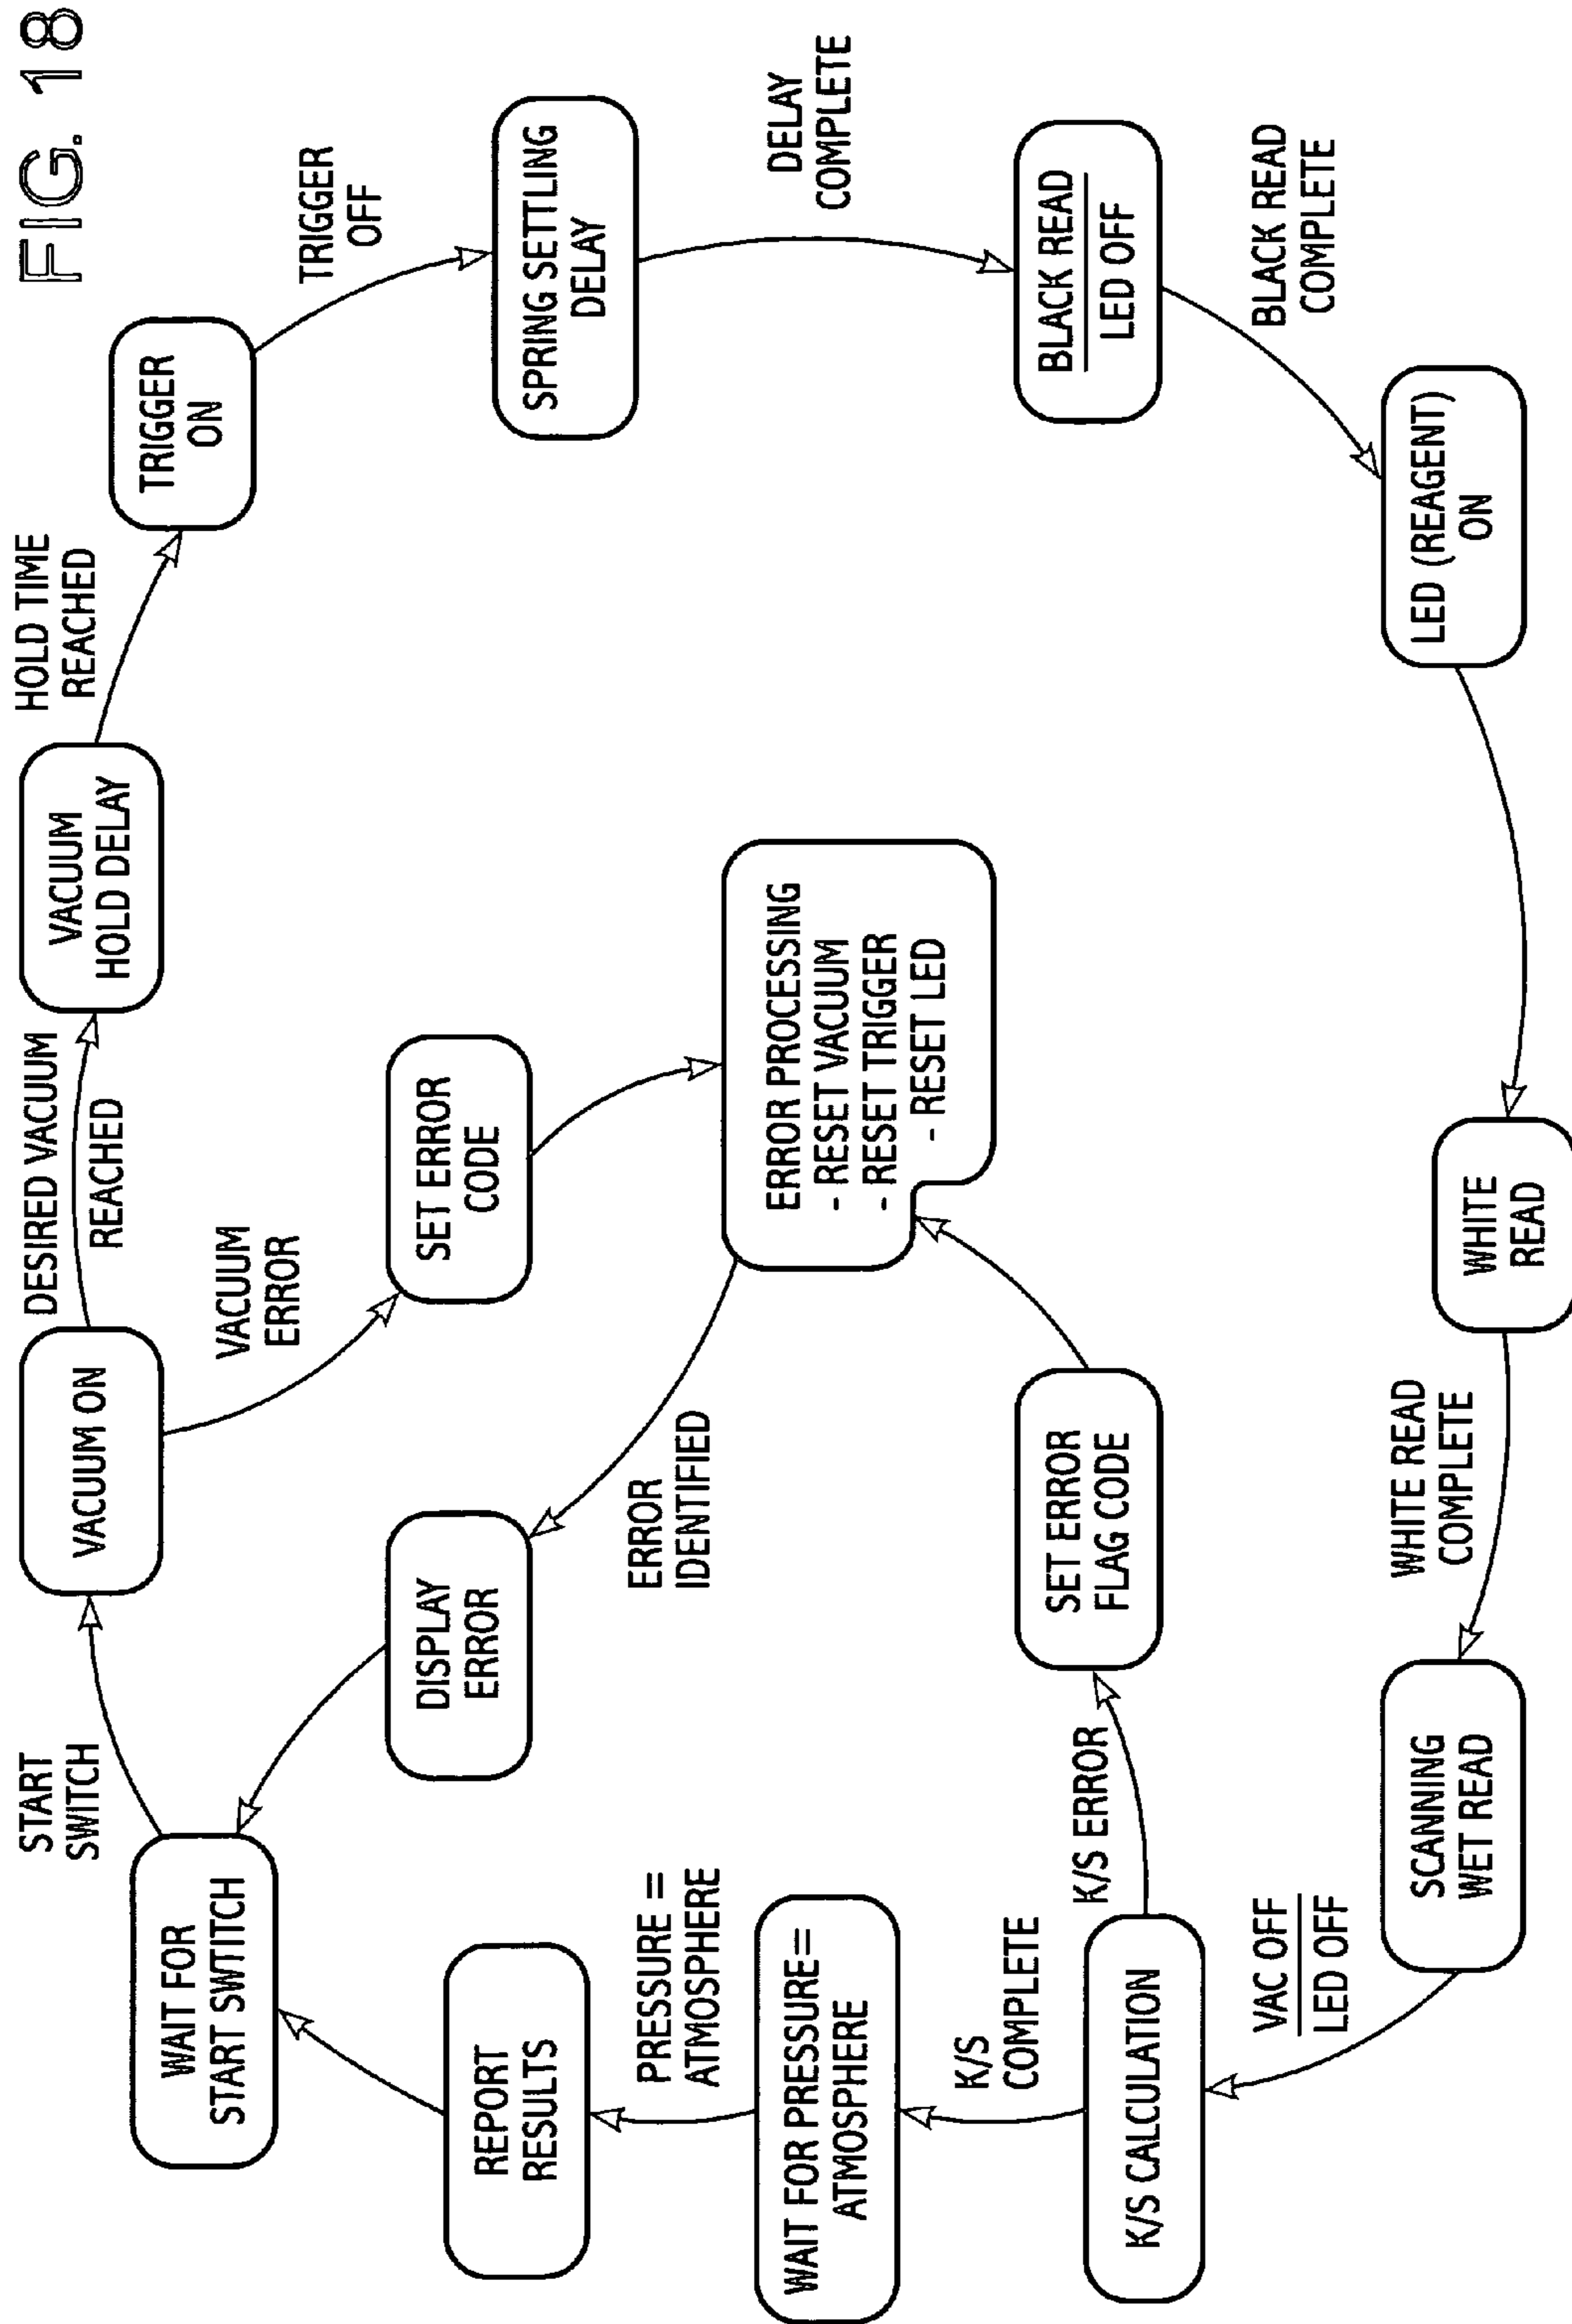 FIG. 18
WAIT FOR
START SWTITCH
START
SWITCH
VACUUM ON
DESIRED VACUUM
REACHED
VACUUM
HOLD DELAY
HOLD TIME
REACHED
TRIGGER
ON
TRIGGER
OFF
SPRING SETTLING
DELAY
DELAY
COMPLETE
BLACK READ
LED OFF
BLACK READ
COMPLETE
LED (REAGENT)
ON
WHITE
READ
WHITE READ
COMPLETE
SCANNING
WET READ
VAC OFF
LED OFF
K/S CALCULATION
K/S
COMPLETE
WAIT FOR PRESSURE=
ATMOSPHERE
PRESSURE =
ATMOSPHERE
REPORT
RESULTS
K/S ERROR
SET ERROR
FLAG CODE
VACUUM
ERROR
SET ERROR
CODE
ERROR PROCESSING
- RESET VACUUM
- RESET TRIGGER
- RESET LED
ERROR
IDENTIFIED
DISPLAY
ERROR